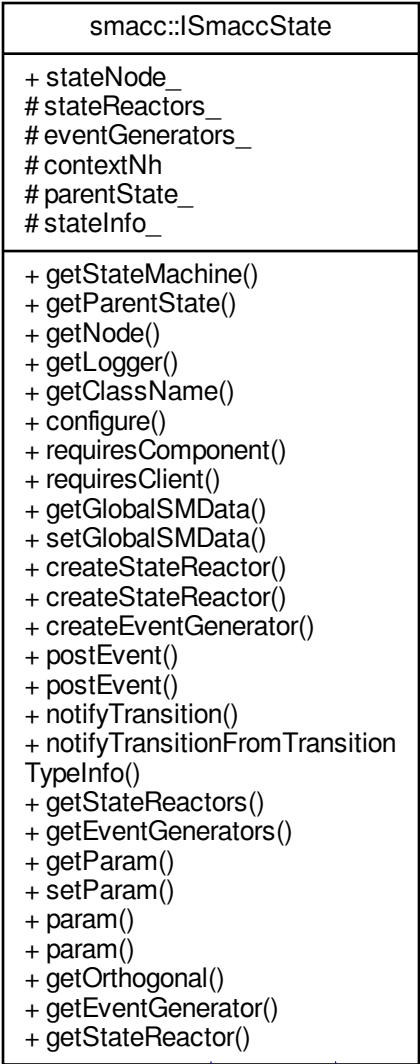 smacc::ISmaccState
+ stateNode_
# stateReactors_
# eventGenerators_
# contextNh
# parentState_
# stateInfo_
+ getStateMachine()
+ getParentState()
+ getNode()
+ getLogger()
+ getClassName()
+ configure()
+ requiresComponent()
+ requiresClient()
+ getGlobalSMData()
+ setGlobalSMData()
+ createStateReactor()
+ createStateReactor()
+ createEventGenerator()
+ postEvent()
+ postEvent()
+ notifyTransition()
+ notifyTransitionFromTransition
TypeInfo()
+ getStateReactors()
+ getEventGenerators()
+ getParam()
+ setParam()
+ param()
+ param()
+ getOrthogonal()
+ getEventGenerator()
+ getStateReactor()